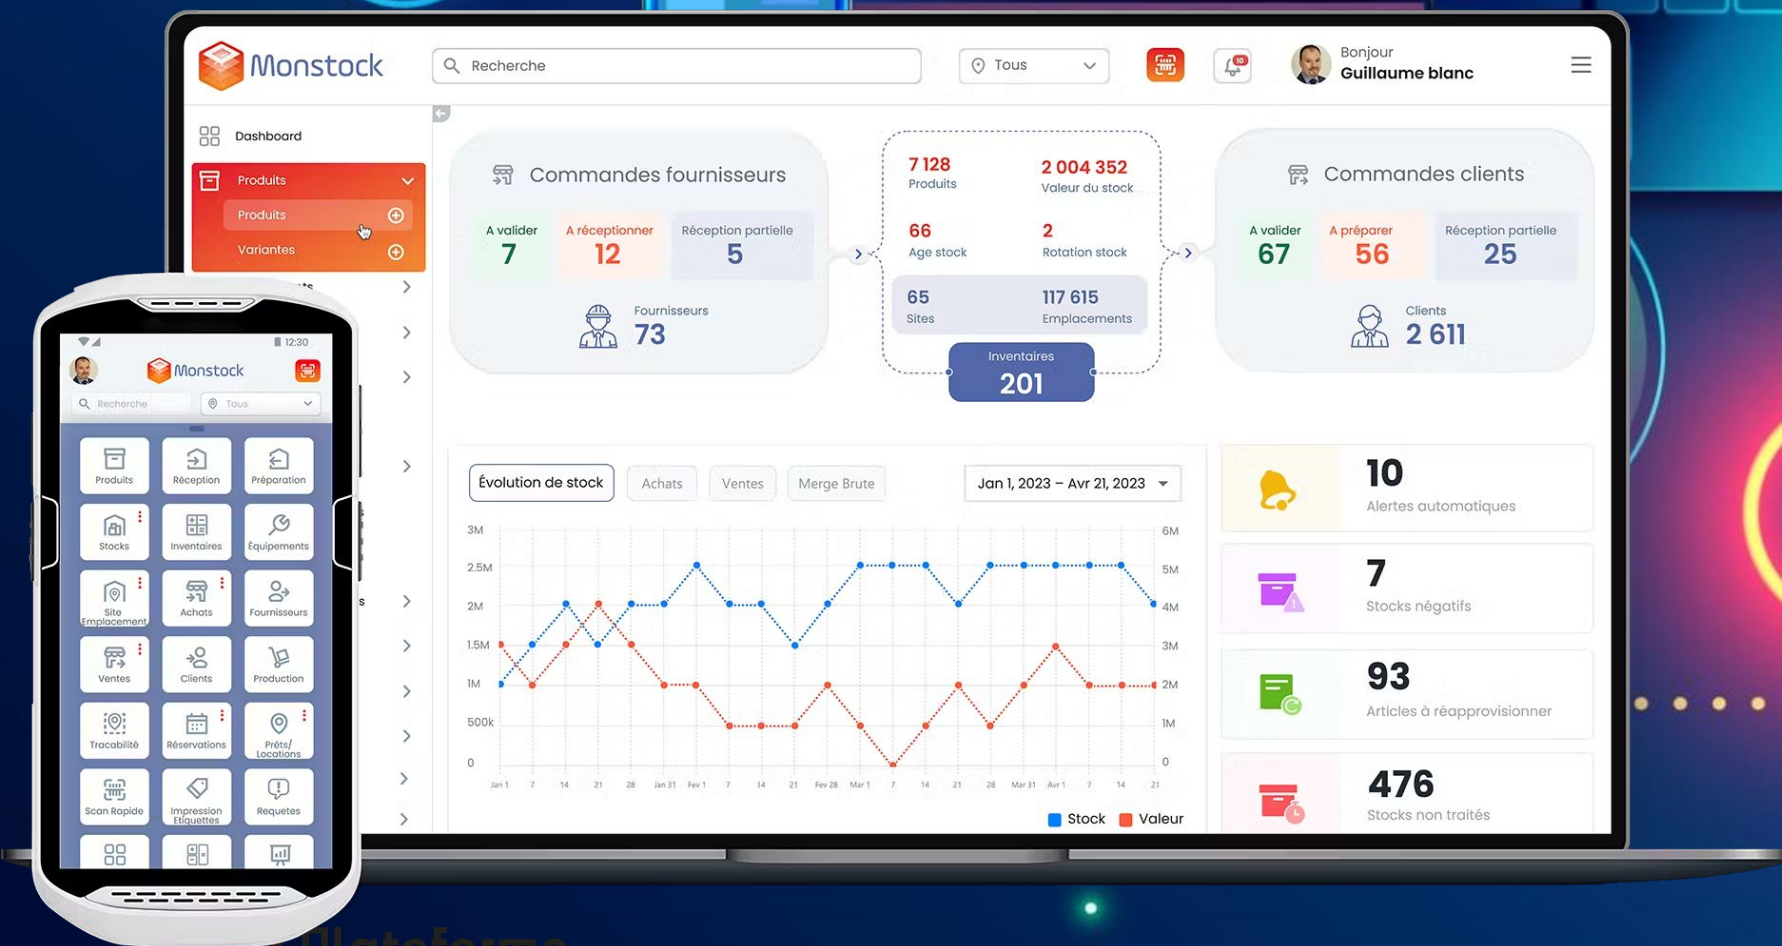 Monstock
Recherche
Tous
10
Bonjour
Guillaume blanc
Dashboard
Produits
Produits
Variantes
Commandes fournisseurs
A valider
7
A réceptionner
12
Réception partielle
5
Fournisseurs
73
7 128
Produits
2 004 352
Valeur du stock
66
Age stock
2
Rotation stock
65
Sites
117 615
Emplacements
Inventaires
201
Commandes clients
A valider
67
A préparer
56
Réception partielle
25
Clients
2 611
Évolution de stock
Achats
Ventes
Merge Brute
Jan 1, 2023 – Avr 21, 2023
3M
2.5M
2M
1.5M
1M
500k
0
6M
5M
4M
3M
2M
1M
0
Jan 1 7 14 21 28 Jan 31 Fev 1 7 14 21 Fev 28 Mar 1 7 14 21 28 Mar 31 Avr 1 7 14 21
Stock Valeur
10
Alertes automatiques
7
Stocks négatifs
93
Articles à réapprovisionner
476
Stocks non traités
12:30
Monstock
Recherche
Tous
Produits
Réception
Préparation
Stocks
Inventaires
Équipements
Site
Emplacement
Achats
Fournisseurs
Ventes
Clients
Production
Tracabilité
Réservations
Prêts/
Locations
Scan Rapide
Impression
Etiquettes
Requetes
Plateforme